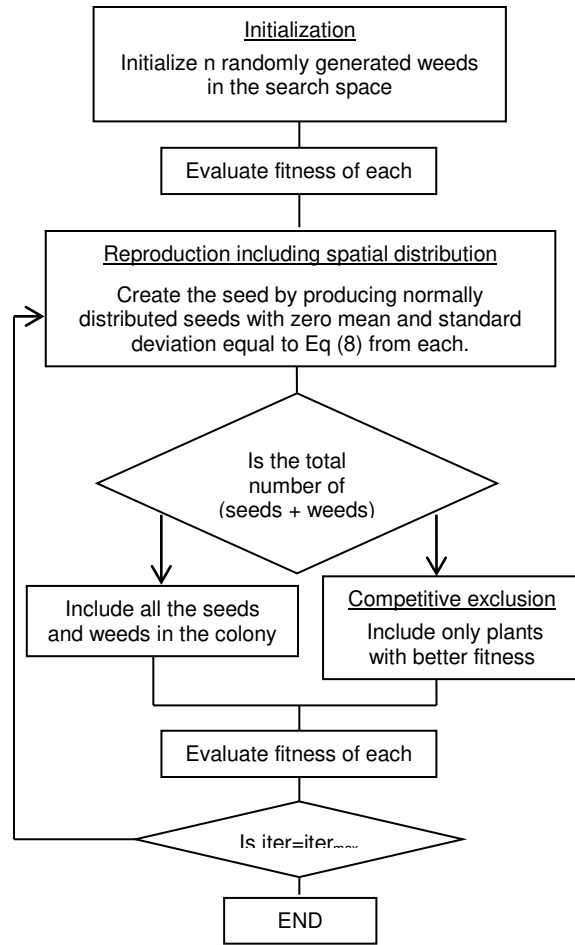 Initialization
Initialize n randomly generated weeds
in the search space
Evaluate fitness of each
Reproduction including spatial distribution
Create the seed by producing normally
distributed seeds with zero mean and standard
deviation equal to Eq (8) from each.
Is the total
number of
(seeds + weeds)
Include all the seeds
and weeds in the colony
Competitive exclusion
Include only plants
with better fitness
Evaluate fitness of each
Is iter=iter_max
END